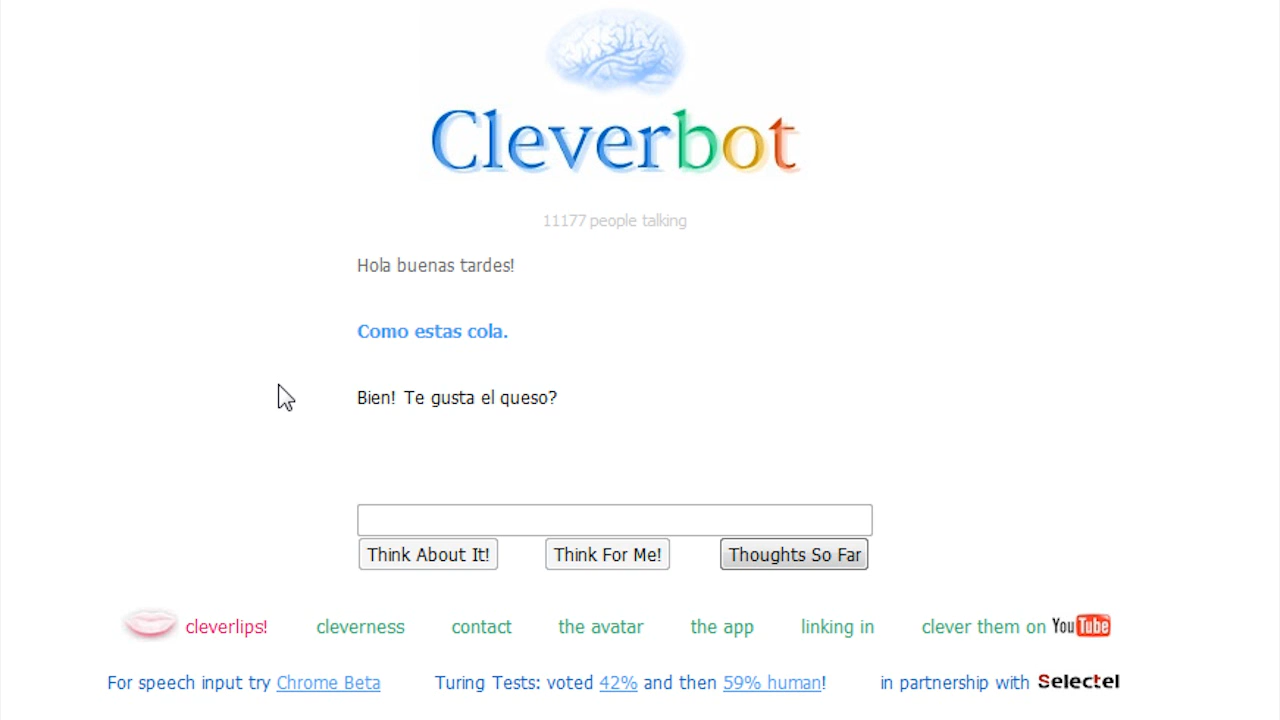 Cleverbot
11177 people talking
Hola buenas tardes!
Como estas cola.
Bien! Te gusta el queso?
Think About It! Think For Me! Thoughts So Far
cleverlips! cleverness contact the avatar the app linking in clever them on YouTube
For speech input try Chrome Beta Turing Tests: voted 42% and then 59% human! in partnership with Selectel